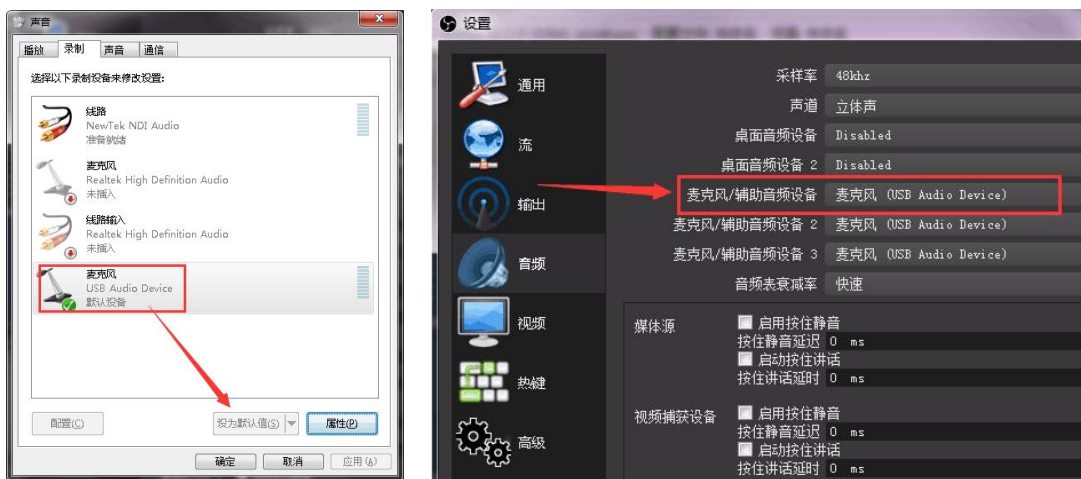 声音
播放 录制 声音 通信
选择以下录制设备来修改设置:
线路
NewTek NDI Audio
准备就绪
麦克风
Realtek High Definition Audio
未插入
线路输入
Realtek High Definition Audio
未插入
麦克风
USB Audio Device
默认设备
配置(C) 设为默认值(S) 属性(P)
确定 取消 应用(A)
设置
通用
流
输出
音频
视频
热键
高级
采样率 48khz
声道 立体声
桌面音频设备 Disabled
桌面音频设备 2 Disabled
麦克风/辅助音频设备 麦克风 (USB Audio Device)
麦克风/辅助音频设备 2 麦克风 (USB Audio Device)
麦克风/辅助音频设备 3 麦克风 (USB Audio Device)
音频表衰减率 快速
媒体源 启用按住静音
按住静音延迟 0 ms
启动按住讲话
按住讲话延时 0 ms
视频捕获设备 启用按住静音
按住静音延迟 0 ms
启动按住讲话
按住讲话延时 0 ms